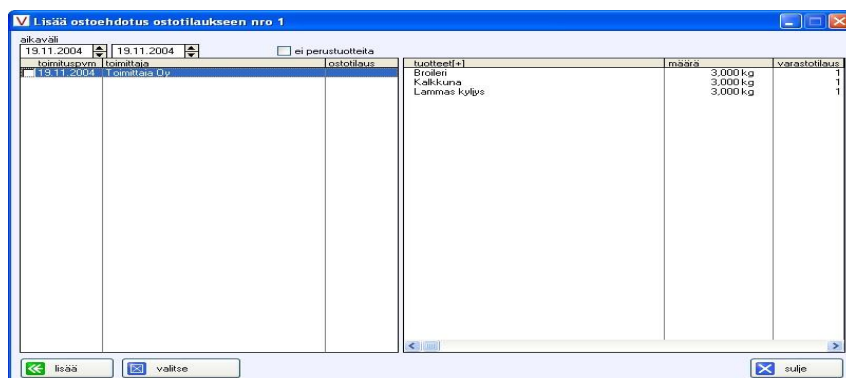 Lisää ostoehdotus ostotilaukseen nro 1
aikaväli
19.11.2004 19.11.2004 ei perustuotteita
toimituspvm toimittaja ostotilaus tuotteet[+] määrä varastotilaus
19.11.2004 Toimittaja Oy Broileri 3,000 kg 1
Kalkkuna 3,000 kg 1
Lammas kyljys 3,000 kg 1
lisää valitse sulje